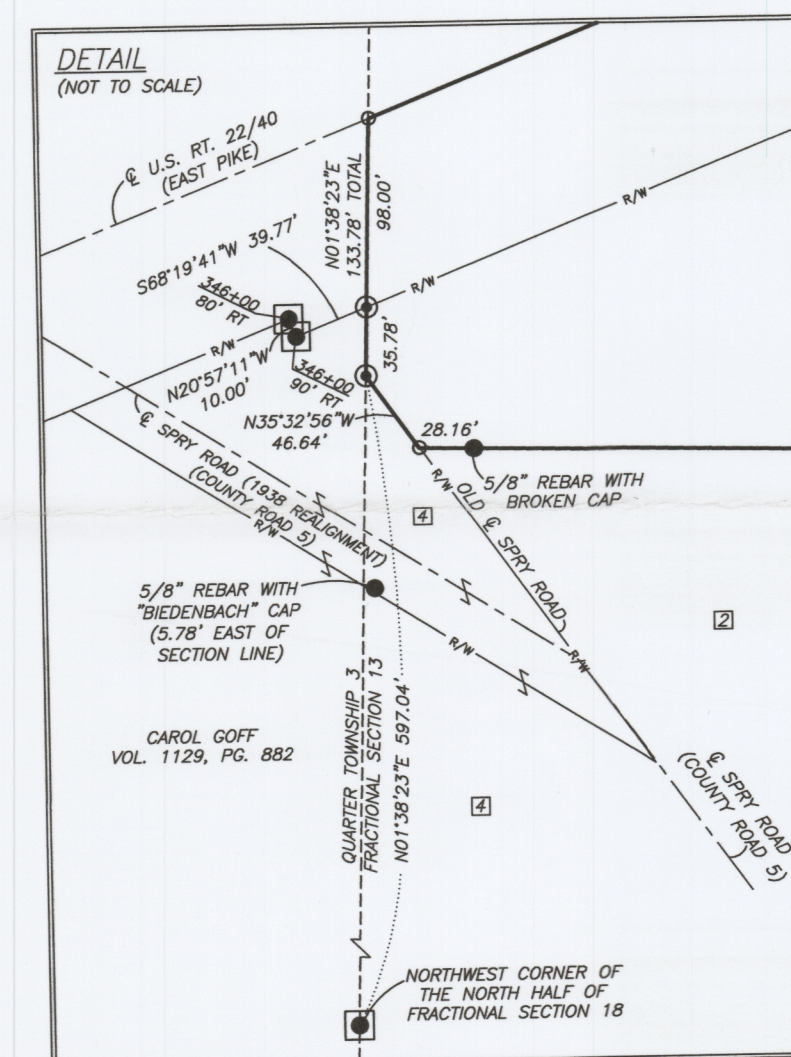 DETAIL
(NOT TO SCALE)
℄ U.S. RT. 22/40
(EAST PIKE)
N01°38'23"E
133.78' TOTAL
98.00'
R/W
S68°19'41"W 39.77'
346+00
80' RT
R/W
35.78'
R/W
N20°57'11"W
10.00'
346+00
90' RT
N35°32'56"W
46.64'
28.16'
℄ SPRY ROAD (1938 REALIGNMENT)
(COUNTY ROAD 5)
R/W
R/W
OLD ℄ SPRY ROAD
5/8" REBAR WITH
BROKEN CAP
4
5/8" REBAR WITH
"BIEDENBACH" CAP
(5.78' EAST OF
SECTION LINE)
R/W
R/W
2
CAROL GOFF
VOL. 1129, PG. 882
QUARTER TOWNSHIP 3
FRACTIONAL SECTION 13
N01°38'23"E 597.04'
4
℄ SPRY ROAD
(COUNTY ROAD 5)
NORTHWEST CORNER OF
THE NORTH HALF OF
FRACTIONAL SECTION 18